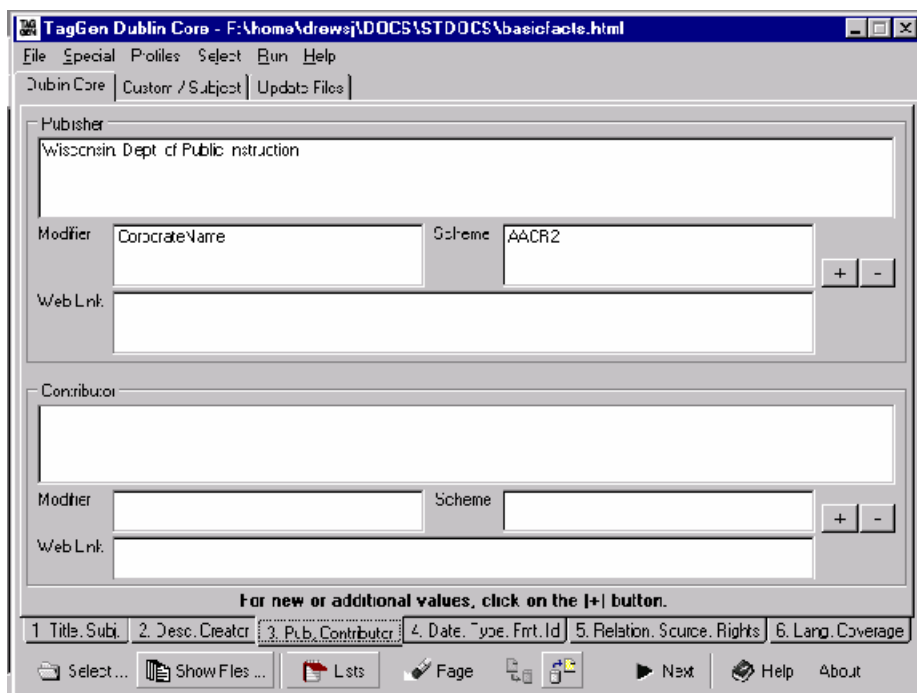 TagGen Dublin Core - F:\home\drewsj\DOCS\STDOCS\basicfacts.html
File Special Profiles Select Run Help
Dublin Core Custom / Subject Update Files
Publisher
Wisconsin. Dept. of Public Instruction
Modifier CorporateName Scheme AACR2
+ -
Web Link
Contributor
Modifier Scheme
+ -
Web Link
For new or additional values, click on the [+] button.
1. Title. Subj. 2. Desc. Creator 3. Pub. Contributor 4. Date. Type. Fmt. Id 5. Relation. Source. Rights 6. Lang. Coverage
Select ... Show Files ... Lists Page Next Help About